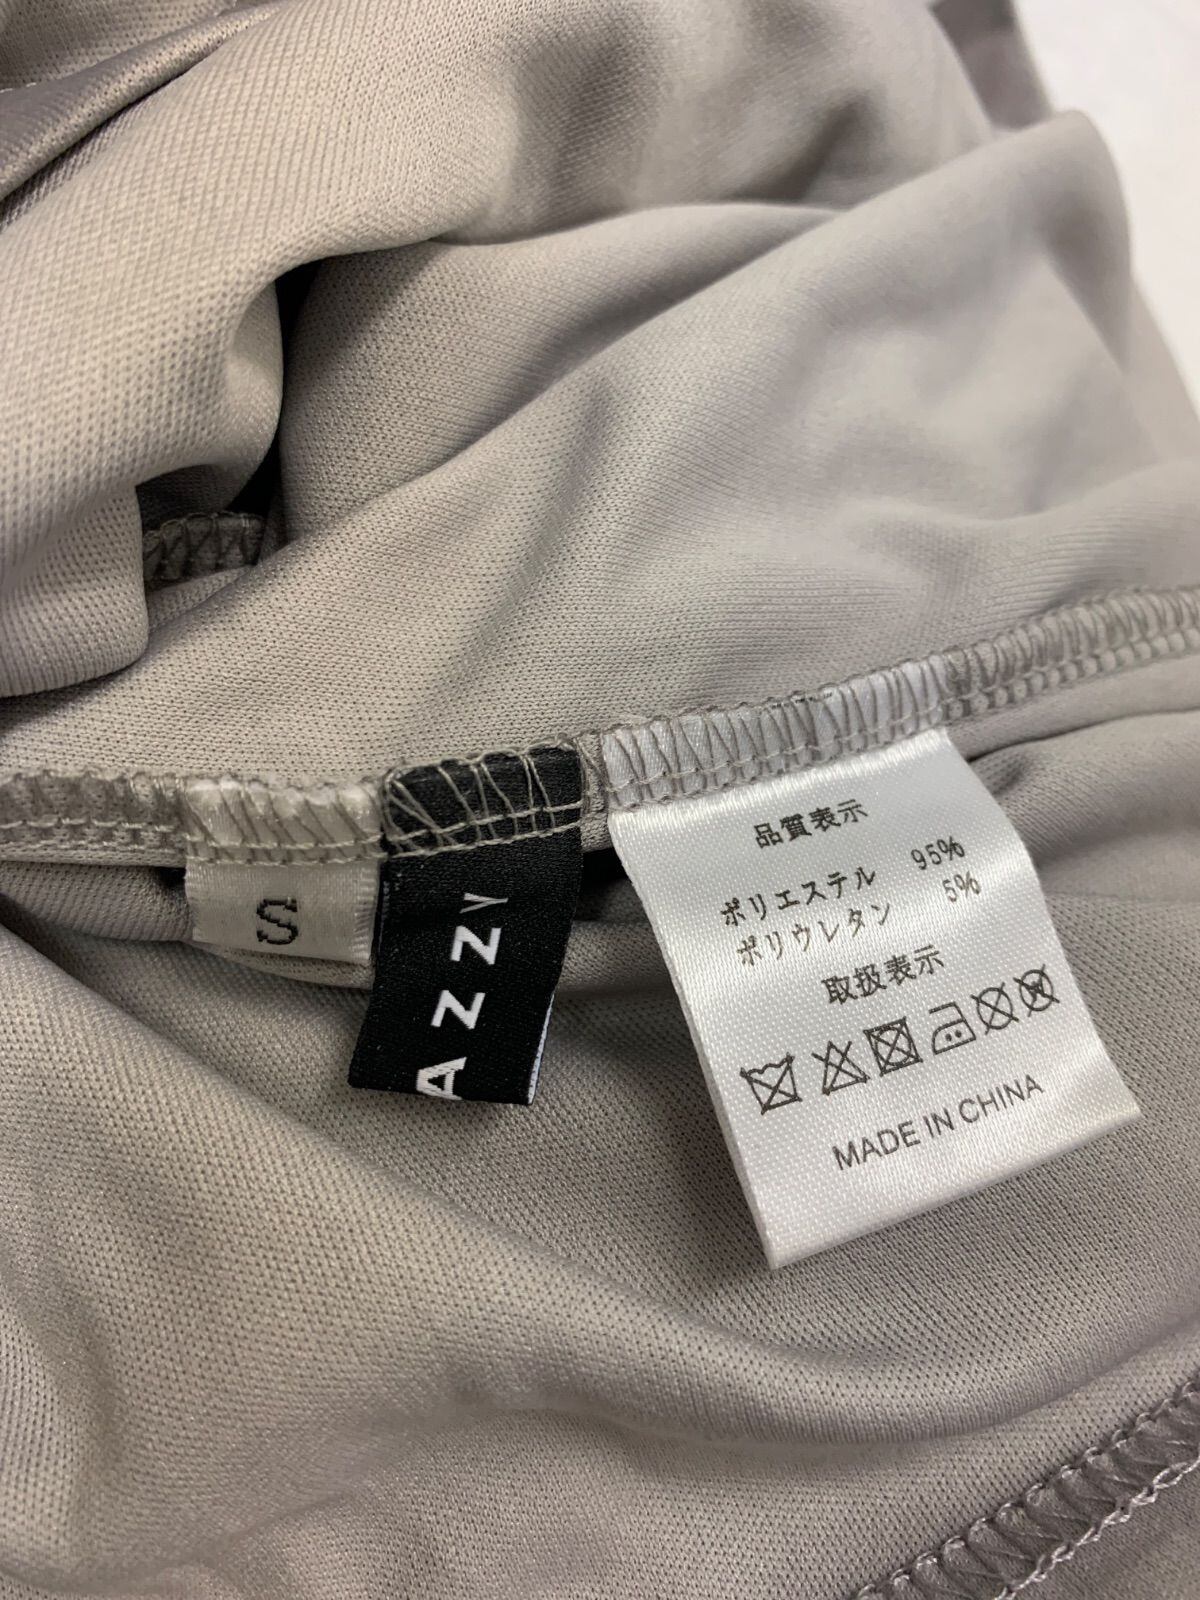 S
AZZY
品質表示
ポリエステル 95%
ポリウレタン 5%
取扱表示
MADE IN CHINA